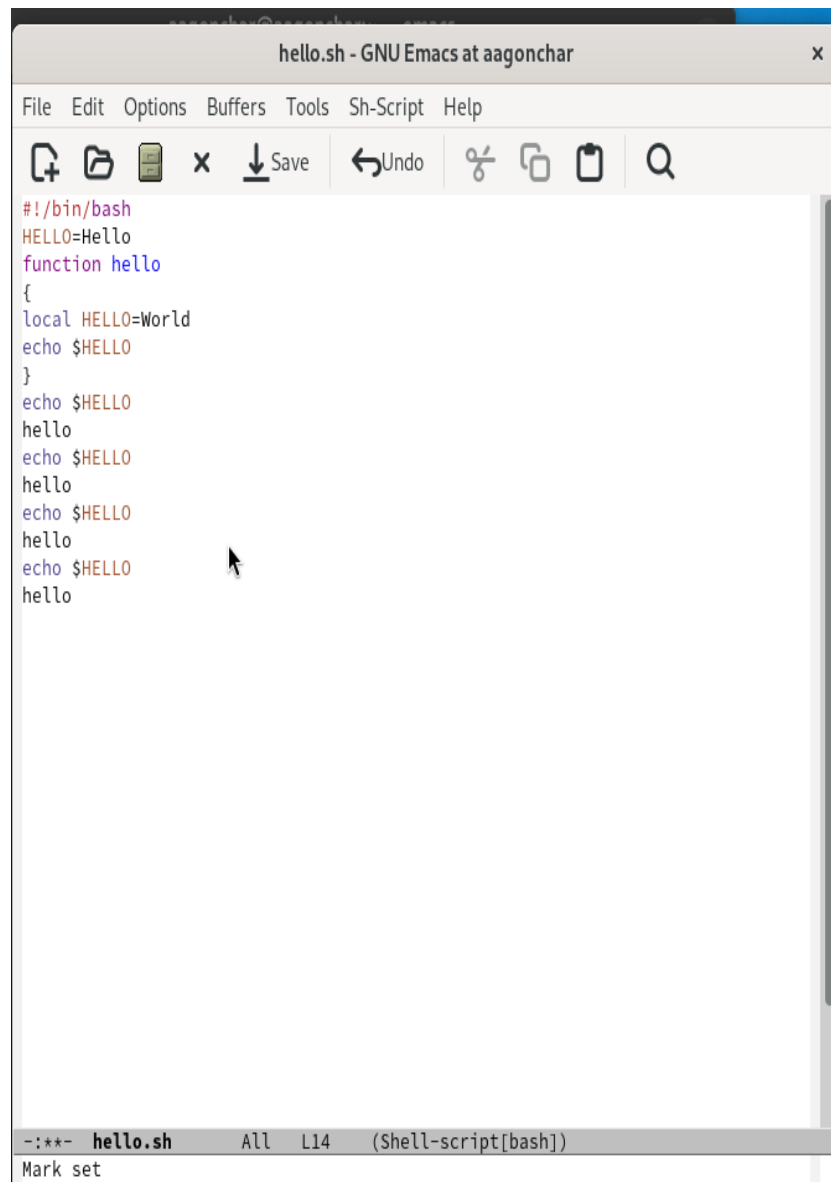 hello.sh - GNU Emacs at aagonchar
File Edit Options Buffers Tools Sh-Script Help
Save Undo
#!/bin/bash
HELLO=Hello
function hello
{
local HELLO=World
echo $HELLO
}
echo $HELLO
hello
echo $HELLO
hello
echo $HELLO
hello
echo $HELLO
hello
-:**- hello.sh All L14 (Shell-script[bash])
Mark set